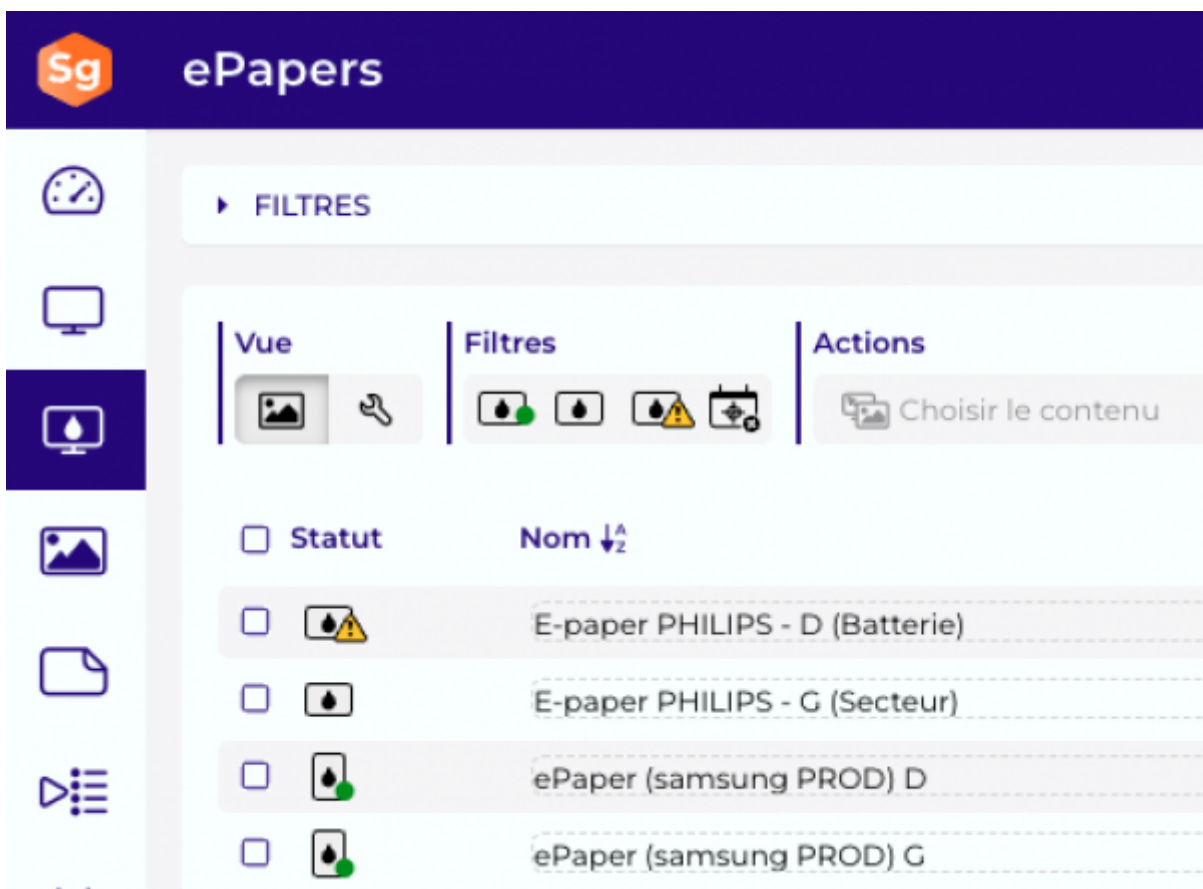 Sg ePapers
FILTRES
Vue Filtres Actions
Choisir le contenu
Statut Nom
E-paper PHILIPS - D (Batterie)
E-paper PHILIPS - G (Secteur)
ePaper (samsung PROD) D
ePaper (samsung PROD) G